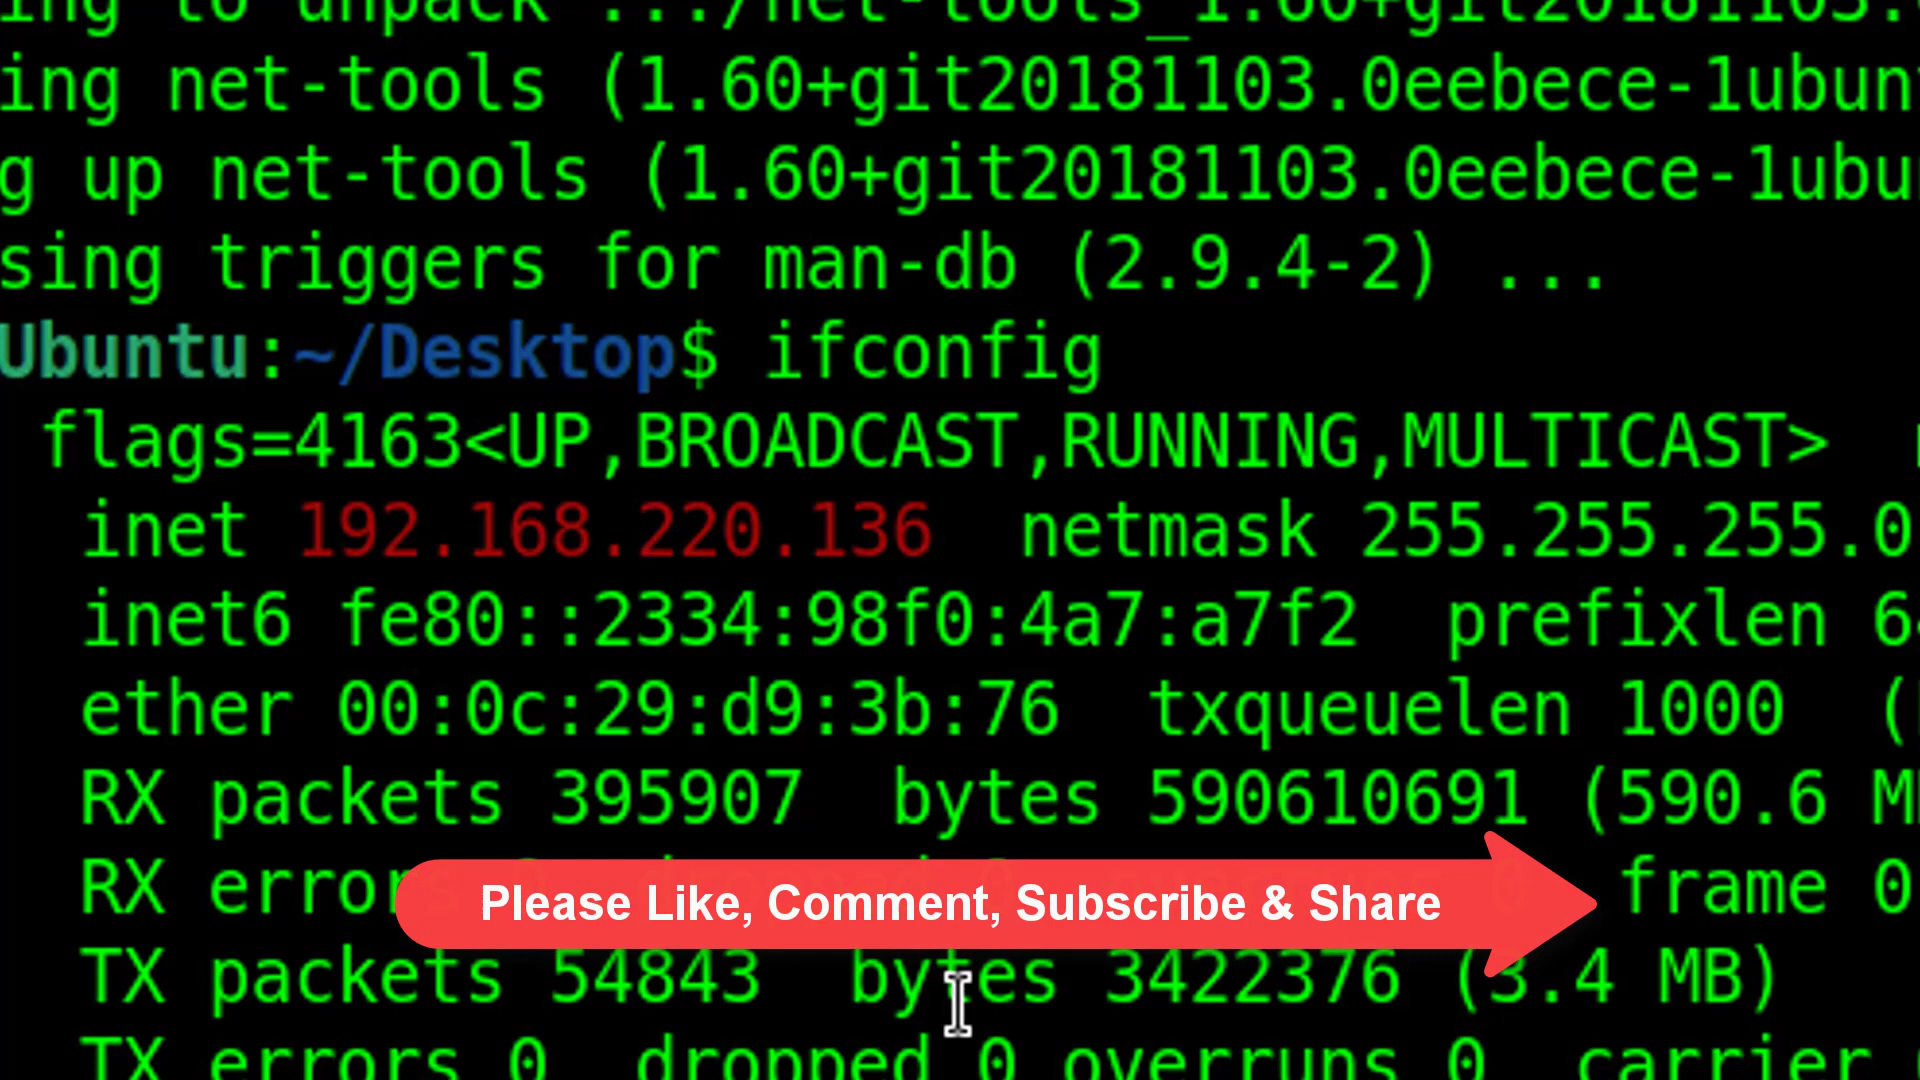 ing to unpack .../net-tools_1.60+git20181103.
ing net-tools (1.60+git20181103.0eebece-1ubun
g up net-tools (1.60+git20181103.0eebece-1ubu
sing triggers for man-db (2.9.4-2) ...
Ubuntu:~/Desktop$ ifconfig
flags=4163<UP,BROADCAST,RUNNING,MULTICAST>
inet 192.168.220.136 netmask 255.255.255.0
inet6 fe80::2334:98f0:4a7:a7f2 prefixlen 6
ether 00:0c:29:d9:3b:76 txqueuelen 1000 (
RX packets 395907 bytes 590610691 (590.6 M
RX error frame 0
Please Like, Comment, Subscribe & Share
TX packets 54843 bytes 3422376 (3.4 MB)
TX errors 0 dropped 0 overruns 0 carrier